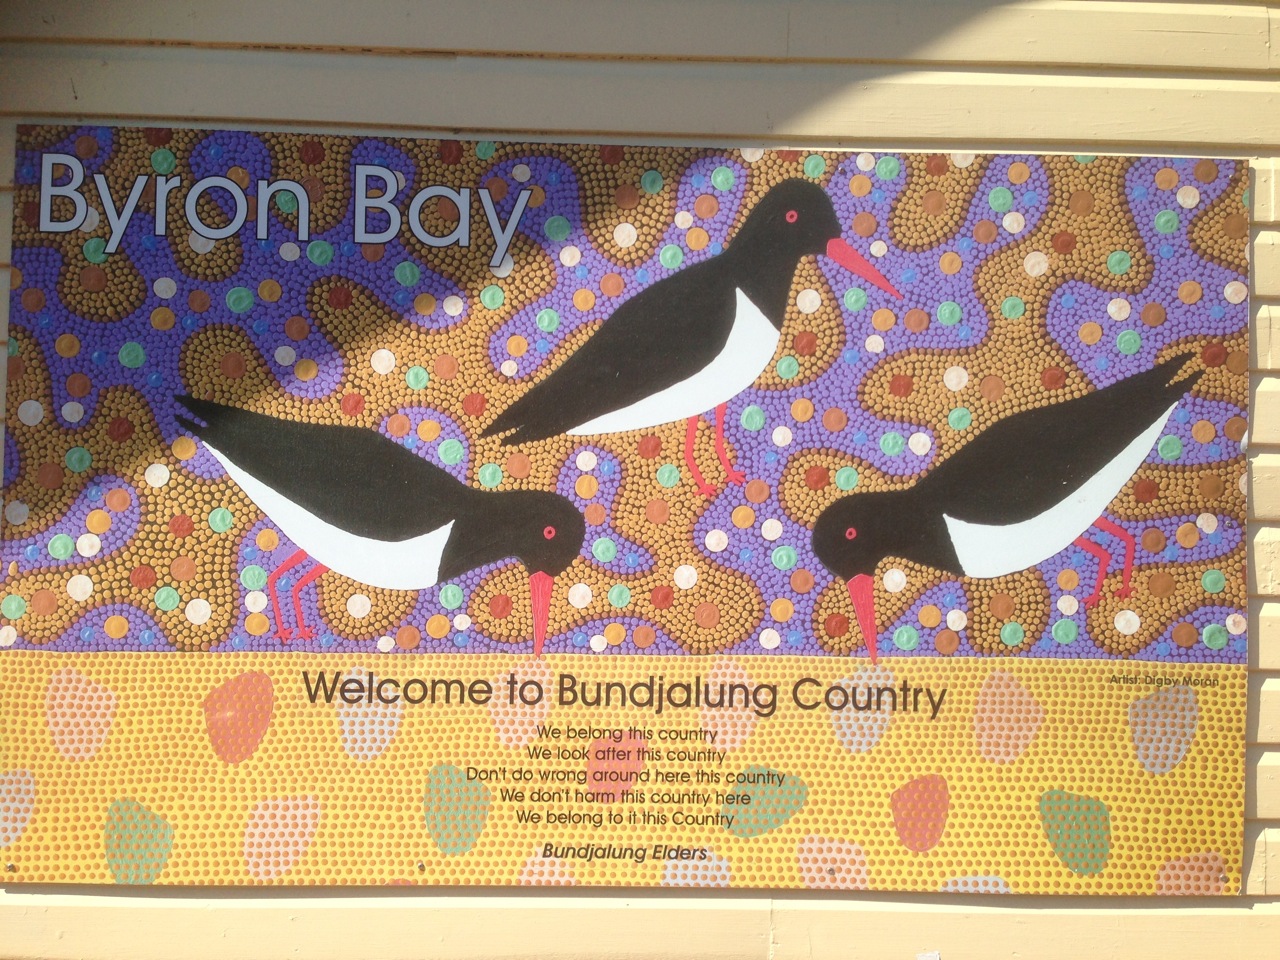 Byron Bay
Welcome to Bundjalung Country
Artist: Digby Moran
We belong this country
We look after this country
Don't do wrong around here this country
We don't harm this country here
We belong to it this Country
Bundjalung Elders